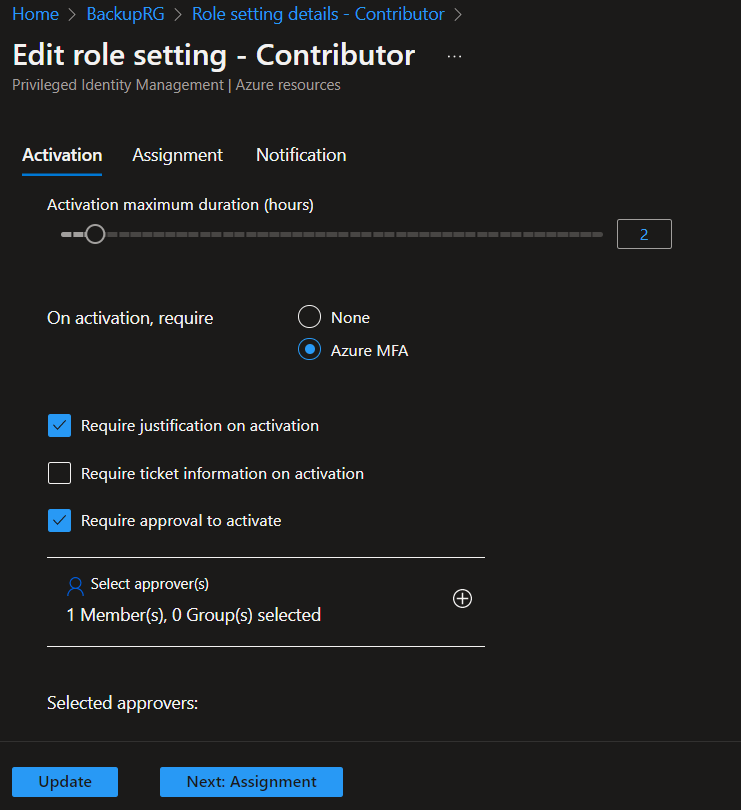 Home > BackupRG > Role setting details - Contributor >
Edit role setting - Contributor ...
Privileged Identity Management | Azure resources
Activation Assignment Notification
Activation maximum duration (hours)
2
On activation, require
None
Azure MFA
Require justification on activation
Require ticket information on activation
Require approval to activate
Select approver(s)
1 Member(s), 0 Group(s) selected
Selected approvers:
Update Next: Assignment